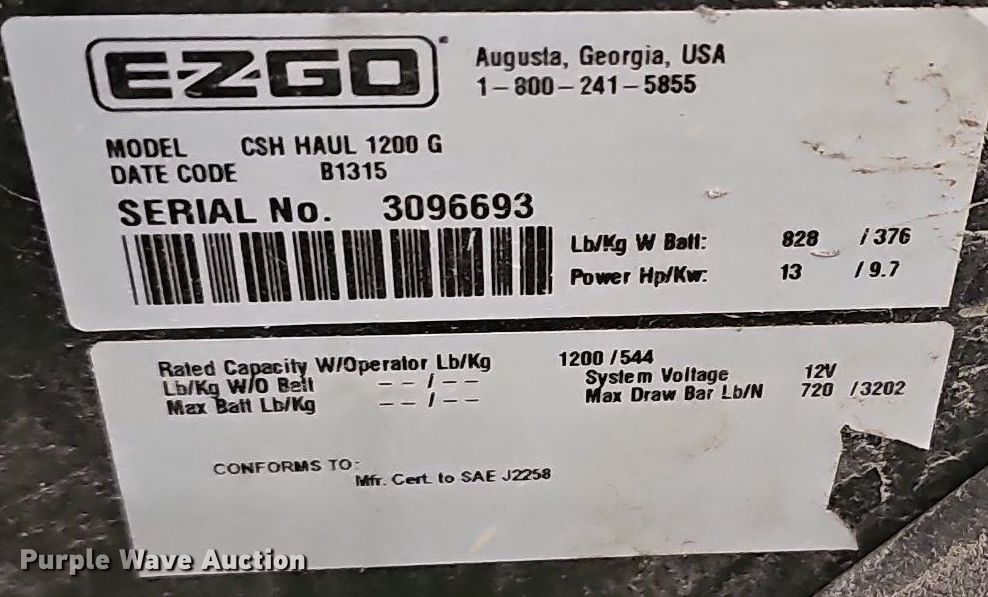 EZGO
Augusta, Georgia, USA
1-800-241-5855
MODEL CSH HAUL 1200 G
DATE CODE B1315
SERIAL No. 3096693
Lb/Kg W Batt: 828 / 376
Power Hp/Kw: 13 / 9.7
Rated Capacity W/Operator Lb/Kg 1200 /544
Lb/Kg W/O Batt --/--
Max Batt Lb/Kg --/--
System Voltage 12V
Max Draw Bar Lb/N 720 /3202
CONFORMS TO:
Mfr. Cert. to SAE J2258
Purple Wave Auction